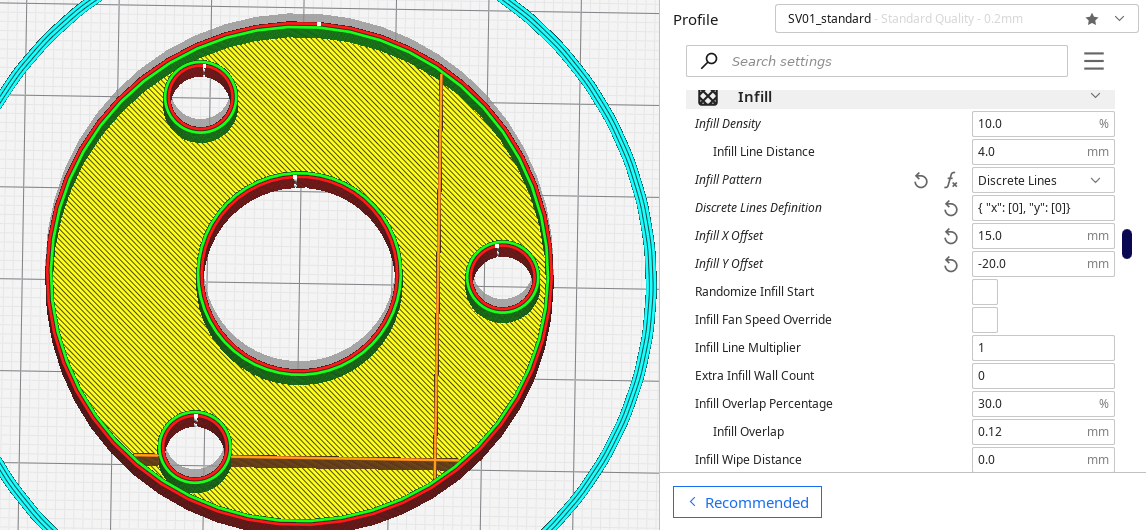 Profile
SV01_standard - Standard Quality - 0.2mm
Search settings
Infill
Infill Density 10.0 %
Infill Line Distance 4.0 mm
Infill Pattern fx Discrete Lines
Discrete Lines Definition { "x": [0], "y": [0]}
Infill X Offset 15.0 mm
Infill Y Offset -20.0 mm
Randomize Infill Start
Infill Fan Speed Override
Infill Line Multiplier 1
Extra Infill Wall Count 0
Infill Overlap Percentage 30.0 %
Infill Overlap 0.12 mm
Infill Wipe Distance 0.0 mm
Recommended